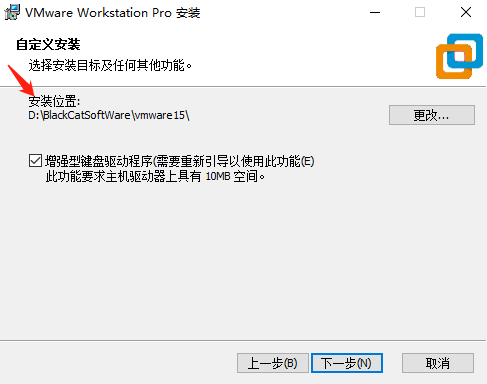 VMware Workstation Pro 安装
自定义安装
选择安装目标及任何其他功能。
安装位置:
D:\BlackCatSoftWare\vmware15\
更改...
增强型键盘驱动程序(需要重新引导以使用此功能(E)
此功能要求主机驱动器上具有 10MB 空间。
上一步(B)
下一步(N)
取消